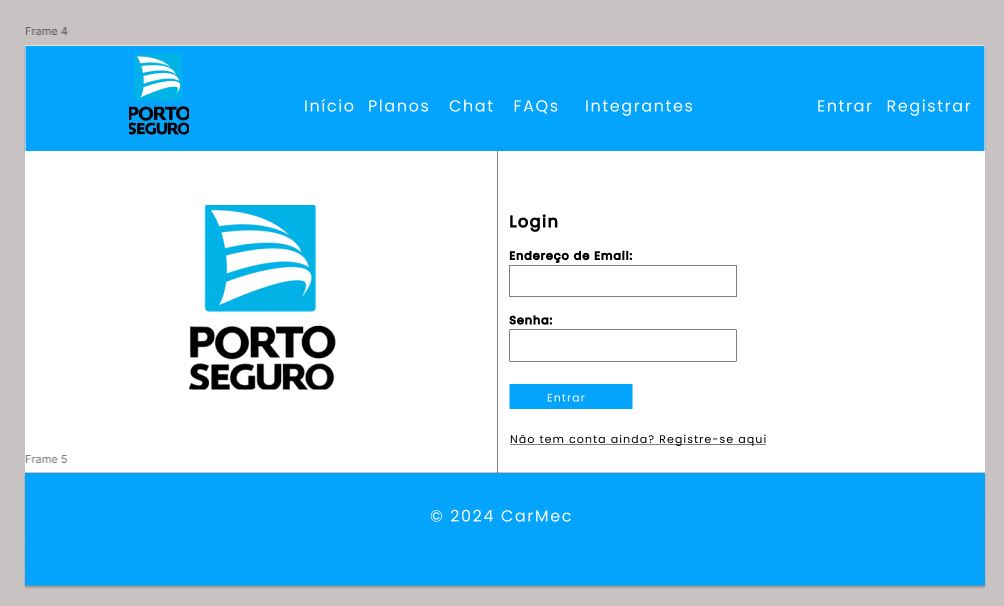 Frame 4
PORTO
SEGURO
Início Planos Chat FAQs Integrantes Entrar Registrar
PORTO
SEGURO
Login
Endereço de Email:
Senha:
Entrar
Não tem conta ainda? Registre-se aqui
Frame 5
© 2024 CarMec